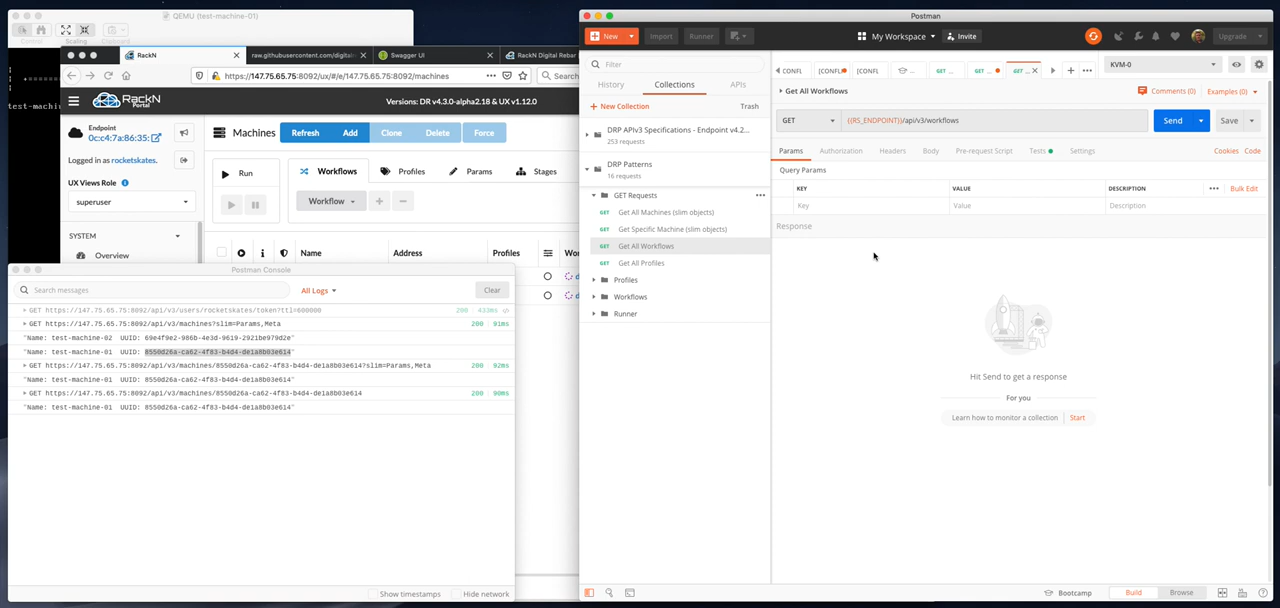 QEMU (test-machine-01)
Control
Scaling
Clipboard
test-machin
RackN
raw.githubusercontent.com/digital
Swagger UI
RackN Digital Rebar
https://147.75.65.75:8092/ux/#/e/147.75.65.75:8092/machines
Search
RackN
Portal
Versions: DR v4.3.0-alpha2.18 & UX v1.12.0
Endpoint
0c:c4:7a:86:35:
Logged in as rocketskates.
UX Views Role
superuser
SYSTEM
Overview
Machines
Refresh
Add
Clone
Delete
Force
Run
Workflows
Profiles
Params
Stages
Workflow
Name
Address
Profiles
Wo
d
d
Postman Console
Search messages
All Logs
Clear
GET https://147.75.65.75:8092/api/v3/users/rocketskates/token?ttl=600000 200 433ms
GET https://147.75.65.75:8092/api/v3/machines?slim=Params,Meta 200 91ms
"Name: test-machine-02 UUID: 69e4f9e2-986b-4e3d-9619-2921be979d2e"
"Name: test-machine-01 UUID: 8550d26a-ca62-4f83-b4d4-de1a8b03e614"
GET https://147.75.65.75:8092/api/v3/machines/8550d26a-ca62-4f83-b4d4-de1a8b03e614?slim=Params,Meta 200 92ms
"Name: test-machine-01 UUID: 8550d26a-ca62-4f83-b4d4-de1a8b03e614"
GET https://147.75.65.75:8092/api/v3/machines/8550d26a-ca62-4f83-b4d4-de1a8b03e614 200 90ms
"Name: test-machine-01 UUID: 8550d26a-ca62-4f83-b4d4-de1a8b03e614"
Show timestamps
Hide network
Postman
New
Import
Runner
My Workspace
Invite
Upgrade
Filter
History
Collections
APIs
New Collection
Trash
DRP APIv3 Specifications - Endpoint v4.2...
253 requests
DRP Patterns
16 requests
GET Requests
GET Get All Machines (slim objects)
GET Get Specific Machine (slim objects)
GET Get All Workflows
GET Get All Profiles
Profiles
Workflows
Runner
[CONFL
[CONFL
[CONFL
...
GET ...
GET ...
GET ...
KVM-0
Get All Workflows
Comments (0)
Examples (0)
GET
{{RS_ENDPOINT}}/api/v3/workflows
Send
Save
Params
Authorization
Headers
Body
Pre-request Script
Tests
Settings
Cookies
Code
Query Params
KEY
VALUE
DESCRIPTION
Bulk Edit
Key
Value
Description
Response
Hit Send to get a response
For you
Learn how to monitor a collection
Start
Bootcamp
Build
Browse